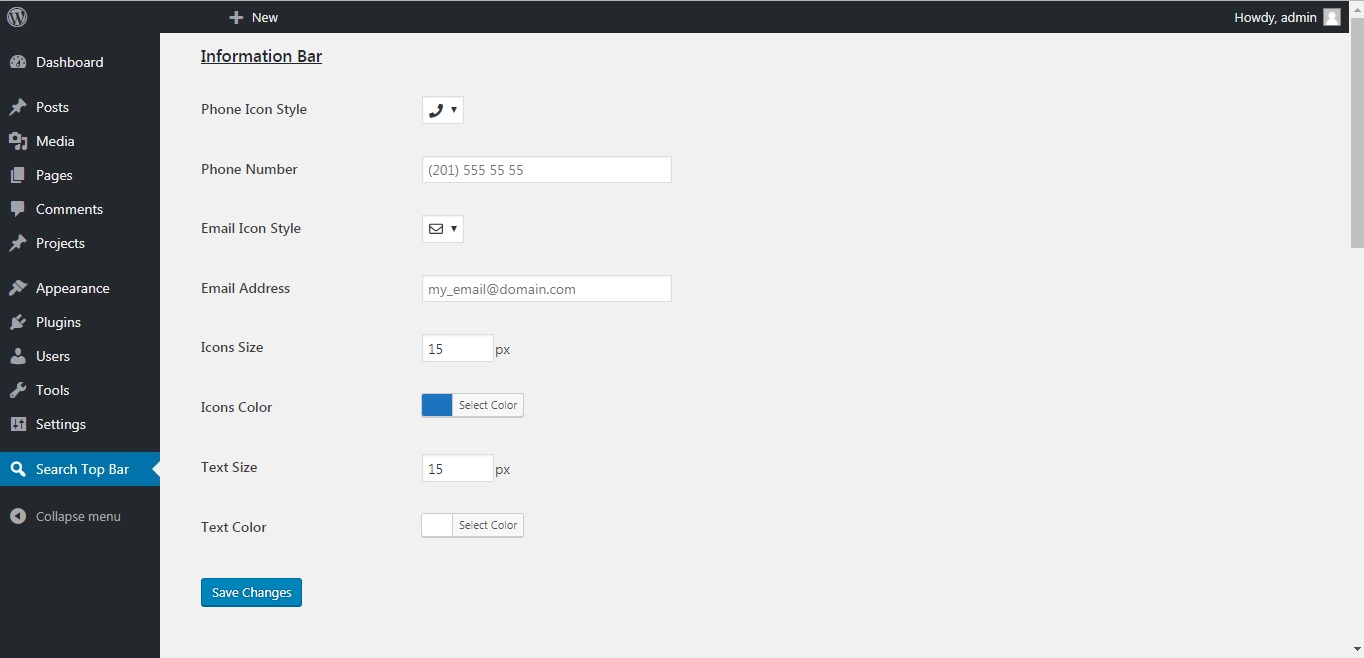 New
Howdy, admin
Dashboard
Posts
Media
Pages
Comments
Projects
Appearance
Plugins
Users
Tools
Settings
Search Top Bar
Collapse menu
Information Bar
Phone Icon Style
Phone Number (201) 555 55 55
Email Icon Style
Email Address my_email@domain.com
Icons Size 15 px
Icons Color Select Color
Text Size 15 px
Text Color Select Color
Save Changes